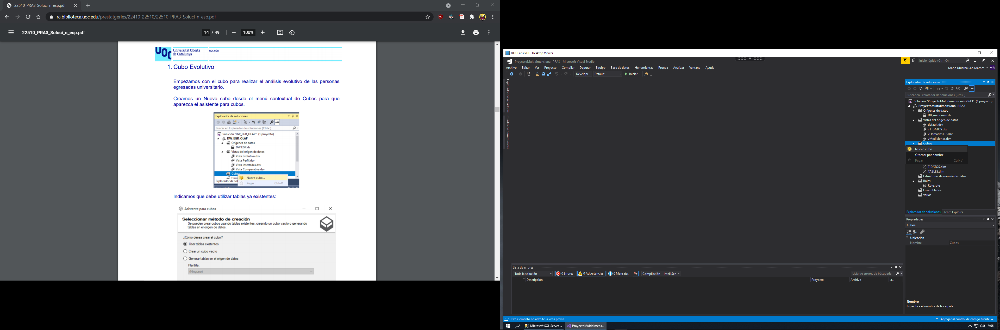 22510_PRA3_Soluci_n_esp.pdf
ra.biblioteca.uoc.edu/prestatgeries/22410_22510/22510_PRA3_Soluci_n_esp.pdf
22510_PRA3_Soluci_n_esp.pdf
14 / 49
100%
UOC
Universitat Oberta
de Catalunya
uoc.edu
1. Cubo Evolutivo
Empezamos con el cubo para realizar el análisis evolutivo de las personas
egresadas universitario.
Creamos un Nuevo cubo desde el menú contextual de Cubos para que
aparezca el asistente para cubos.
Explorador de soluciones
Buscar en Explorador de soluciones (Ctrl+´)
Solución "DW_EGR_OLAP" (1 proyecto)
DW_EGR_OLAP
Orígenes de datos
DW EGR.ds
Vistas del origen de datos
Vista Evolutivo.dsv
Vista Perfil.dsv
Vista Insertadas.dsv
Vista Comparativa.dsv
Cubos
Nuevo cubo...
Explorador de sol
Pegar Ctrl+V
Indicamos que debe utilizar tablas ya existentes:
Asistente para cubos
Seleccionar método de creación
Se pueden crear cubos usando tablas existentes, creando un cubo vacío o generando
tablas en el origen de datos.
¿Cómo desea crear el cubo?
Usar tablas existentes
Crear un cubo vacío
Generar tablas en el origen de datos
Plantilla:
(Ninguno)
UOCLabs VDI - Desktop Viewer
ProyectoMultidimensional-PRA3 - Microsoft Visual Studio
Inicio rápido (Ctrl+Q)
Archivo Editar Ver Proyecto Compilar Depurar Equipo Base de datos Herramientas Prueba Analizar Ventana Ayuda
Mario Ubierna San Mamés
MM
Develop Default Iniciar
Explorador de servidores
Cuadro de herramientas
Explorador de soluciones
Buscar en Explorador de soluciones (Ctrl+´)
Solución "ProyectoMultidimensional-PRA3" (1 proyecto)
ProyectoMultidimensional-PRA3
Orígenes de datos
DB_mariousm.ds
Vistas del origen de datos
default.dsv
vT_DATOS.dsv
vLlamadas112.dsv
vMediciones.dsv
Cubos
Nuevo cubo...
Ordenar por nombre
Pegar Ctrl+V
T DATOS.dim
TABLES.dim
Estructuras de minería de datos
Roles
Role.role
Ensamblados
Varios
Explorador de soluciones Team Explorer
Propiedades
Cubos
Ubicación
Nombre Cubos
Nombre
Especifica el nombre de la carpeta.
Lista de errores
Toda la solución 0 Errores 0 Advertencias 0 Mensajes Compilación + IntelliSen
Lista de errores de búsqueda
Descripción Proyecto Archivo Lí...
Este elemento no admite la vista previa
Agregar al control de código fuente
Microsoft SQL Server ... ProyectoMultidimens...
9:06